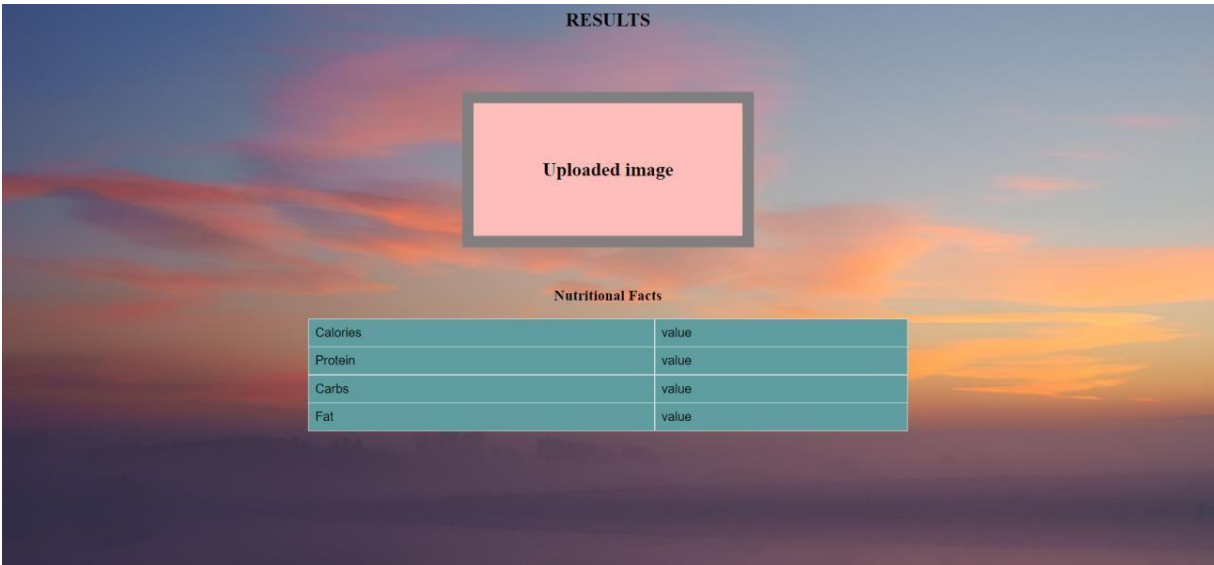 RESULTS
Uploaded image
Nutritional Facts
Calories value
Protein value
Carbs value
Fat value